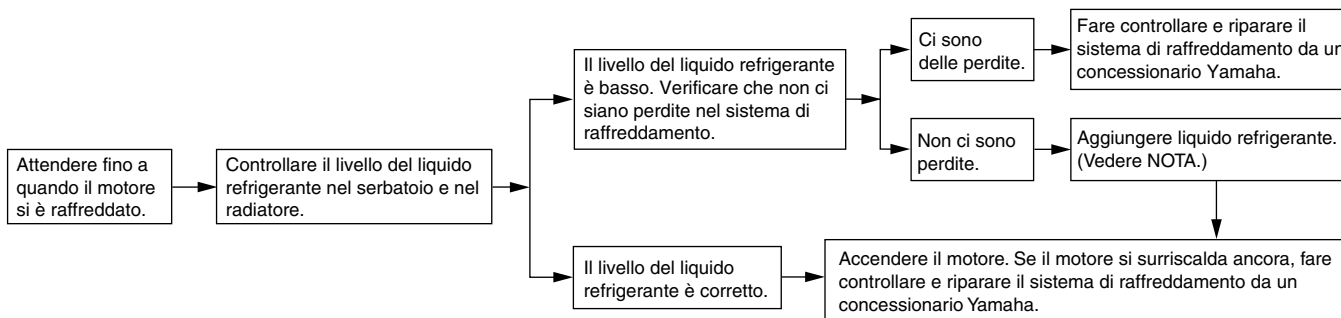 Attendere fino a
quando il motore
si è raffreddato.
Controllare il livello del liquido
refrigerante nel serbatoio e nel
radiatore.
Il livello del liquido refrigerante
è basso. Verificare che non ci
siano perdite nel sistema di
raffreddamento.
Ci sono
delle perdite.
Fare controllare e riparare il
sistema di raffreddamento da un
concessionario Yamaha.
Non ci sono
perdite.
Aggiungere liquido refrigerante.
(Vedere NOTA.)
Il livello del liquido
refrigerante è corretto.
Accendere il motore. Se il motore si surriscalda ancora, fare
controllare e riparare il sistema di raffreddamento da un
concessionario Yamaha.